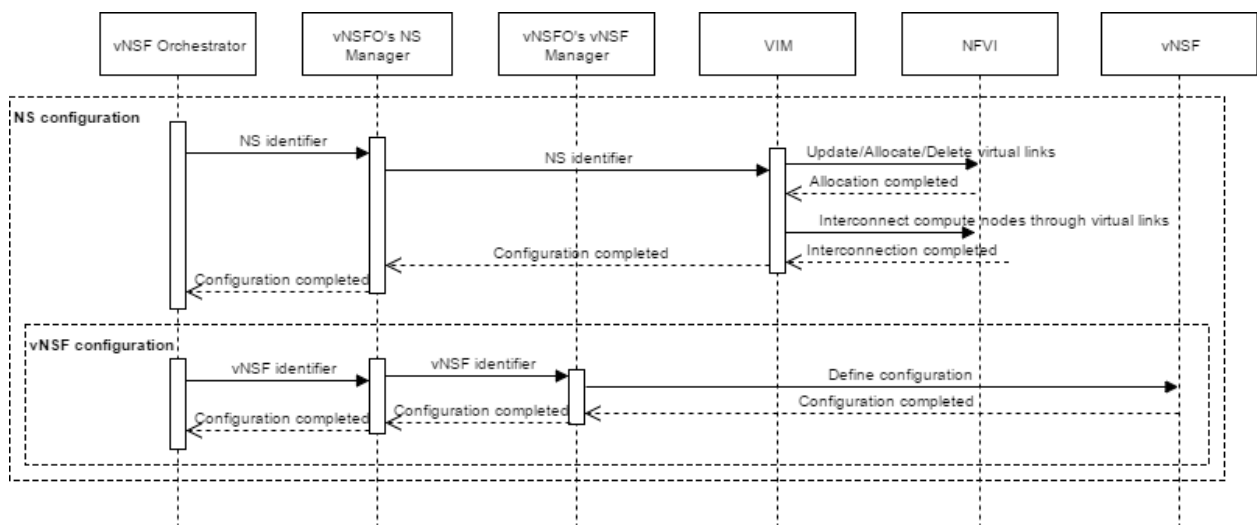 vNSF Orchestrator
vNSFO's NS
Manager
vNSFO's vNSF
Manager
VIM
NFVI
vNSF
NS configuration
NS identifier
NS identifier
Update/Allocate/Delete virtual links
Allocation completed
Interconnect compute nodes through virtual links
Interconnection completed
Configuration completed
Configuration completed
vNSF configuration
vNSF identifier
vNSF identifier
Define configuration
Configuration completed
Configuration completed
Configuration completed